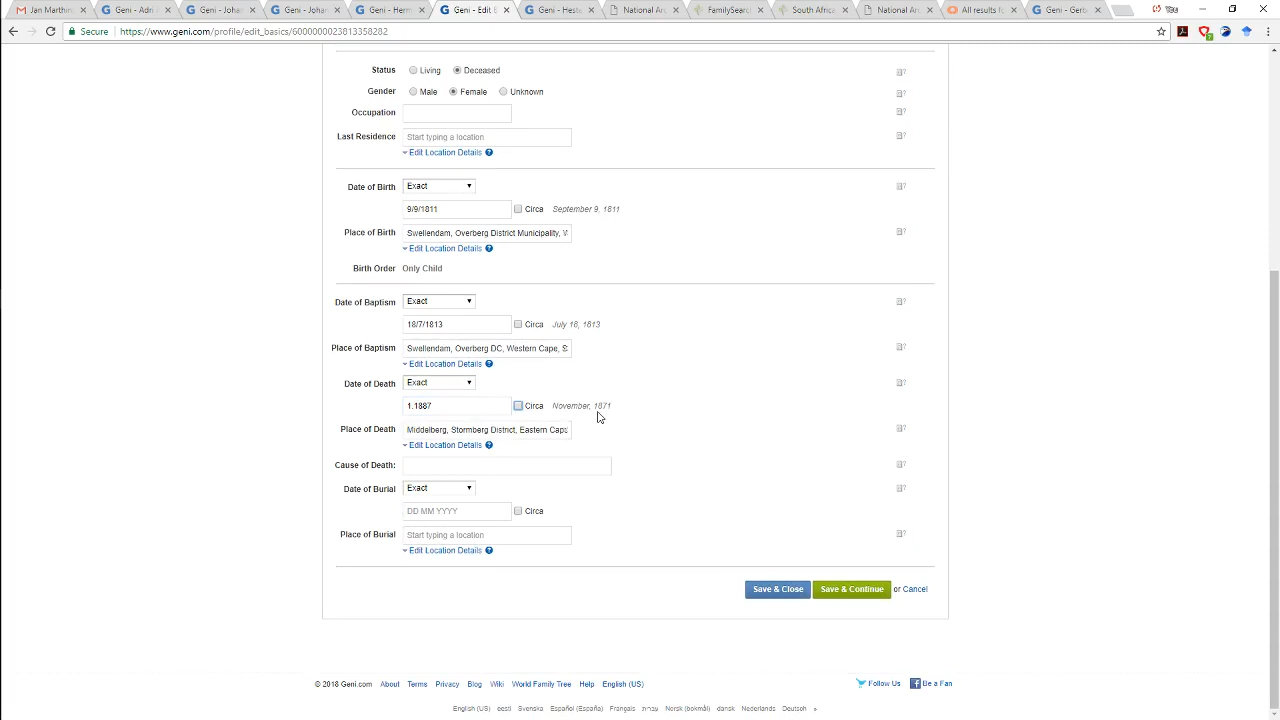 Jan Marthin
Geni - Adri
Geni - Joha
Geni - Joha
Geni - Herm
Geni - Edit B
Geni - Heste
National Arc
FamilySearc
South Africa
National Arc
All results fo
Geni - Gerb
Secure https://www.geni.com/profile/edit_basics/6000000023813358282
Status Living Deceased
Gender Male Female Unknown
Occupation
Last Residence Start typing a location
Edit Location Details
Date of Birth Exact
9/9/1811 Circa September 9, 1811
Place of Birth Swellendam, Overberg District Municipality, W
Edit Location Details
Birth Order Only Child
Date of Baptism Exact
18/7/1813 Circa July 18, 1813
Place of Baptism Swellendam, Overberg DC, Western Cape, S
Edit Location Details
Date of Death Exact
1.1887 Circa November, 1871
Place of Death Middelberg, Stormberg District, Eastern Cape
Edit Location Details
Cause of Death:
Date of Burial Exact
DD MM YYYY Circa
Place of Burial Start typing a location
Edit Location Details
Save & Close Save & Continue or Cancel
© 2018 Geni.com About Terms Privacy Blog Wiki World Family Tree Help English (US) Follow Us Be a Fan
English (US) eesti Svenska Español (España) Français עברית Norsk (bokmål) dansk Nederlands Deutsch »